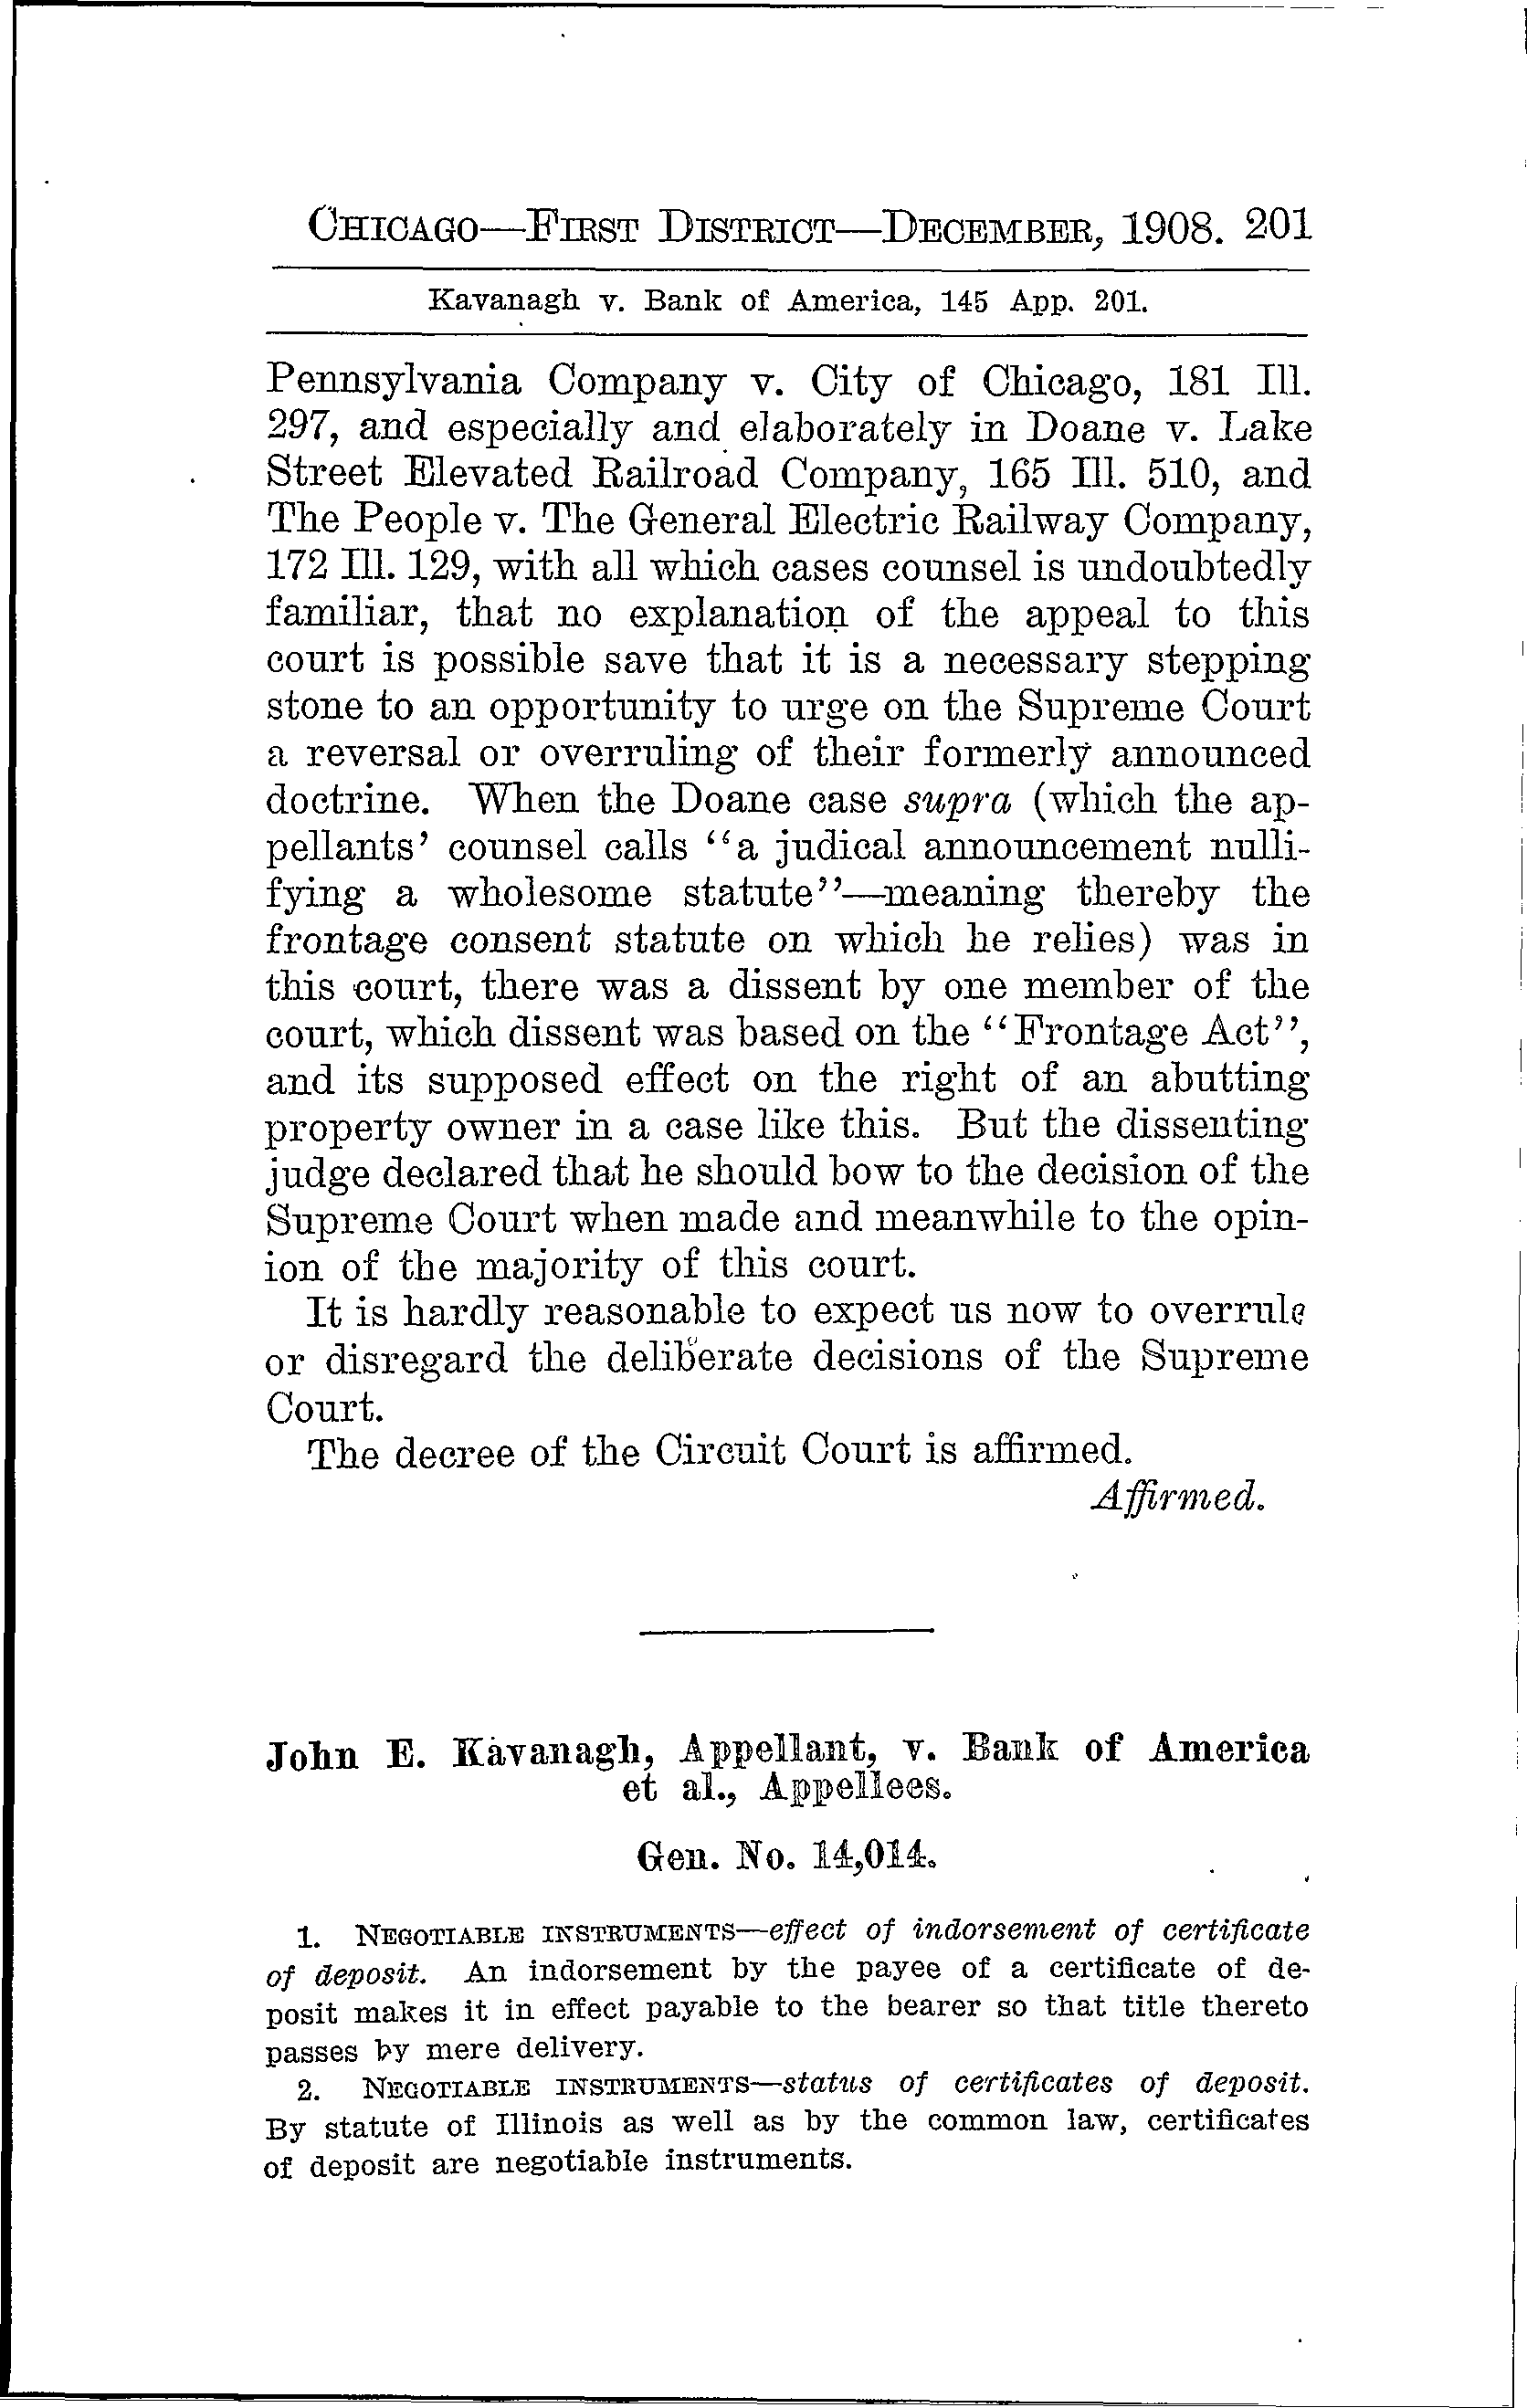 CHICAGO—FIRST DISTRICT—DECEMBER, 1908. 201
Kavanagh v. Bank of America, 145 App. 201.
Pennsylvania Company v. City of Chicago, 181 Ill.
297, and especially and elaborately in Doane v. Lake
Street Elevated Railroad Company, 165 Ill. 510, and
The People v. The General Electric Railway Company,
172 Ill. 129, with all which cases counsel is undoubtedly
familiar, that no explanation of the appeal to this
court is possible save that it is a necessary stepping
stone to an opportunity to urge on the Supreme Court
a reversal or overruling of their formerly announced
doctrine. When the Doane case supra (which the ap-
pellants' counsel calls "a judical announcement nulli-
fying a wholesome statute"—meaning thereby the
frontage consent statute on which he relies) was in
this court, there was a dissent by one member of the
court, which dissent was based on the "Frontage Act",
and its supposed effect on the right of an abutting
property owner in a case like this. But the dissenting
judge declared that he should bow to the decision of the
Supreme Court when made and meanwhile to the opin-
ion of the majority of this court.
It is hardly reasonable to expect us now to overrule
or disregard the deliberate decisions of the Supreme
Court.
The decree of the Circuit Court is affirmed.
Affirmed.
John E. Kavanagh, Appellant, v. Bank of America
et al., Appellees.
Gen. No. 14,014.
1. NEGOTIABLE INSTRUMENTS—effect of indorsement of certificate
of deposit. An indorsement by the payee of a certificate of de-
posit makes it in effect payable to the bearer so that title thereto
passes by mere delivery.
2. NEGOTIABLE INSTRUMENTS—status of certificates of deposit.
By statute of Illinois as well as by the common law, certificates
of deposit are negotiable instruments.